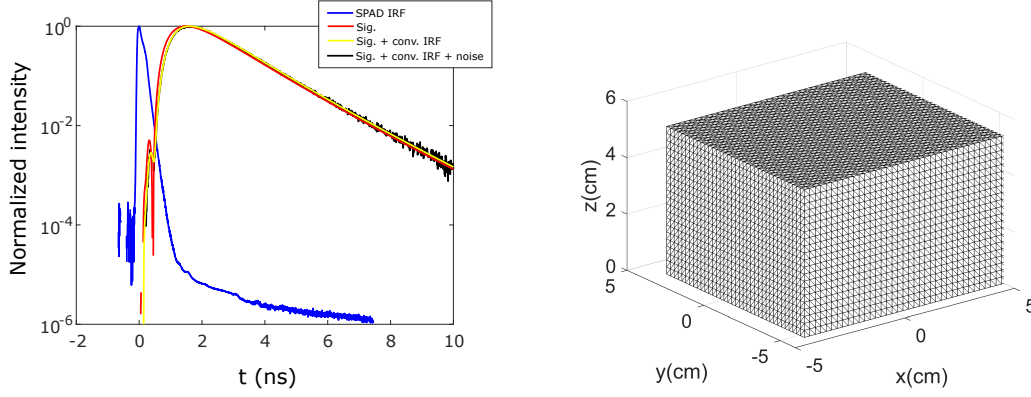 SPAD IRF
Sig.
Sig. + conv. IRF
Sig. + conv. IRF + noise
Normalized intensity
10^0
10^-2
10^-4
10^-6
-2
0
2
4
6
8
10
t (ns)
z(cm)
6
4
2
0
5
0
-5
y(cm)
-5
0
5
x(cm)